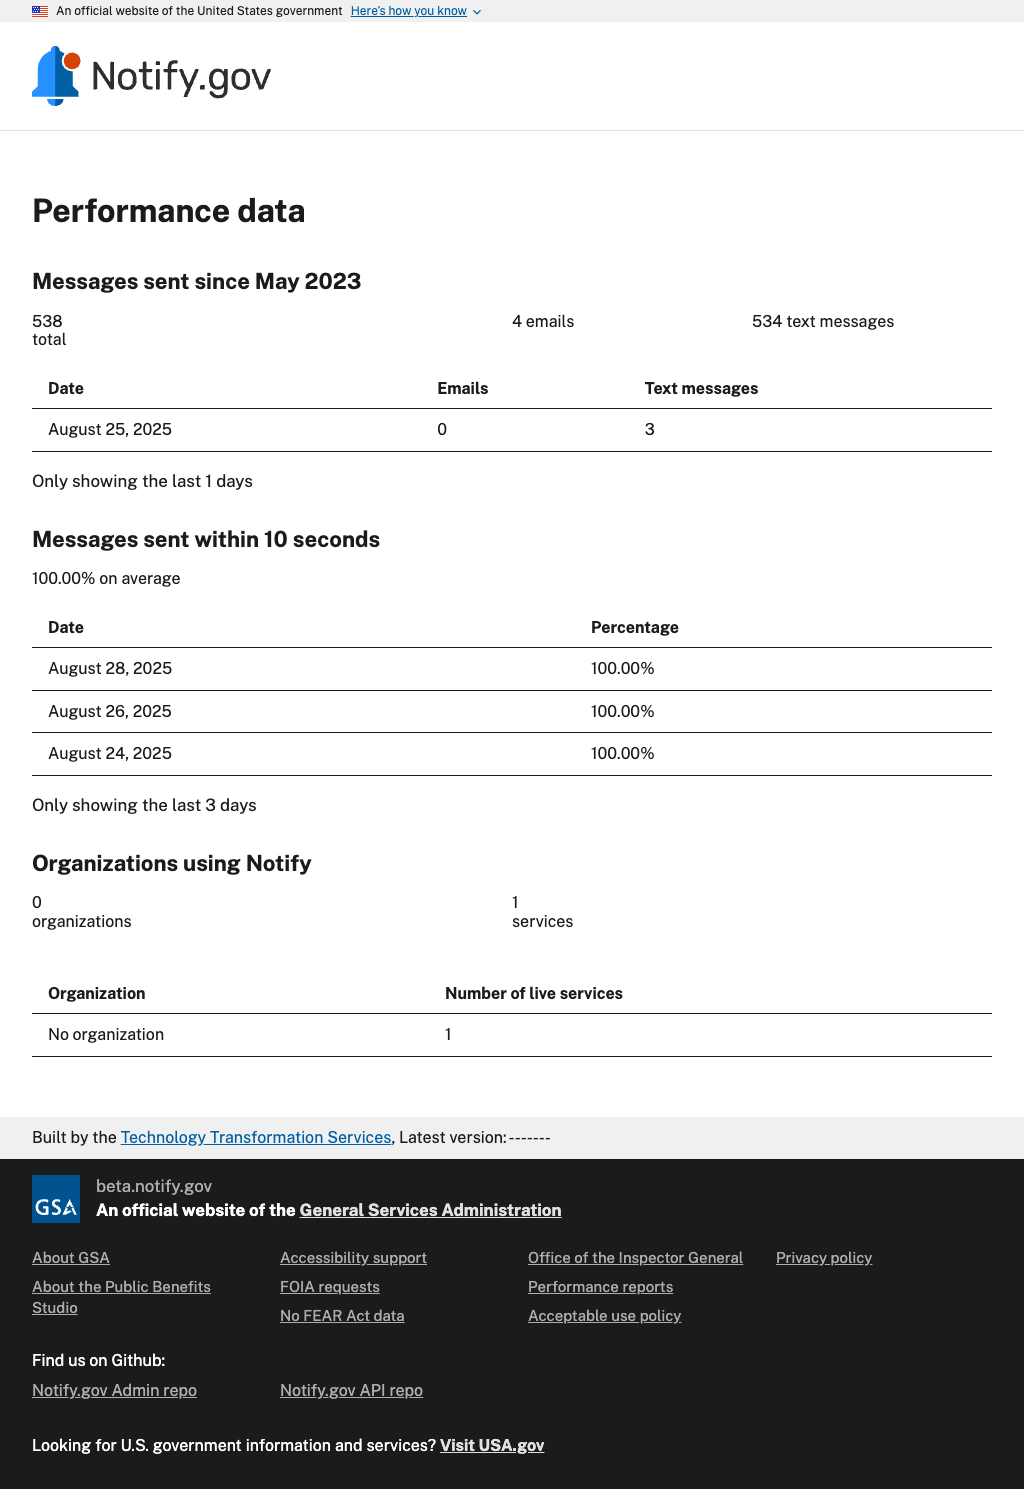 An official website of the United States government Here's how you know
Notify.gov
Performance data
Messages sent since May 2023
538
total
4 emails
534 text messages
Date Emails Text messages
August 25, 2025 0 3
Only showing the last 1 days
Messages sent within 10 seconds
100.00% on average
Date Percentage
August 28, 2025 100.00%
August 26, 2025 100.00%
August 24, 2025 100.00%
Only showing the last 3 days
Organizations using Notify
0
organizations
1
services
Organization Number of live services
No organization 1
Built by the Technology Transformation Services, Latest version: -------
GSA
beta.notify.gov
An official website of the General Services Administration
About GSA
About the Public Benefits
Studio
Accessibility support
FOIA requests
No FEAR Act data
Office of the Inspector General
Performance reports
Acceptable use policy
Privacy policy
Find us on Github:
Notify.gov Admin repo Notify.gov API repo
Looking for U.S. government information and services? Visit USA.gov